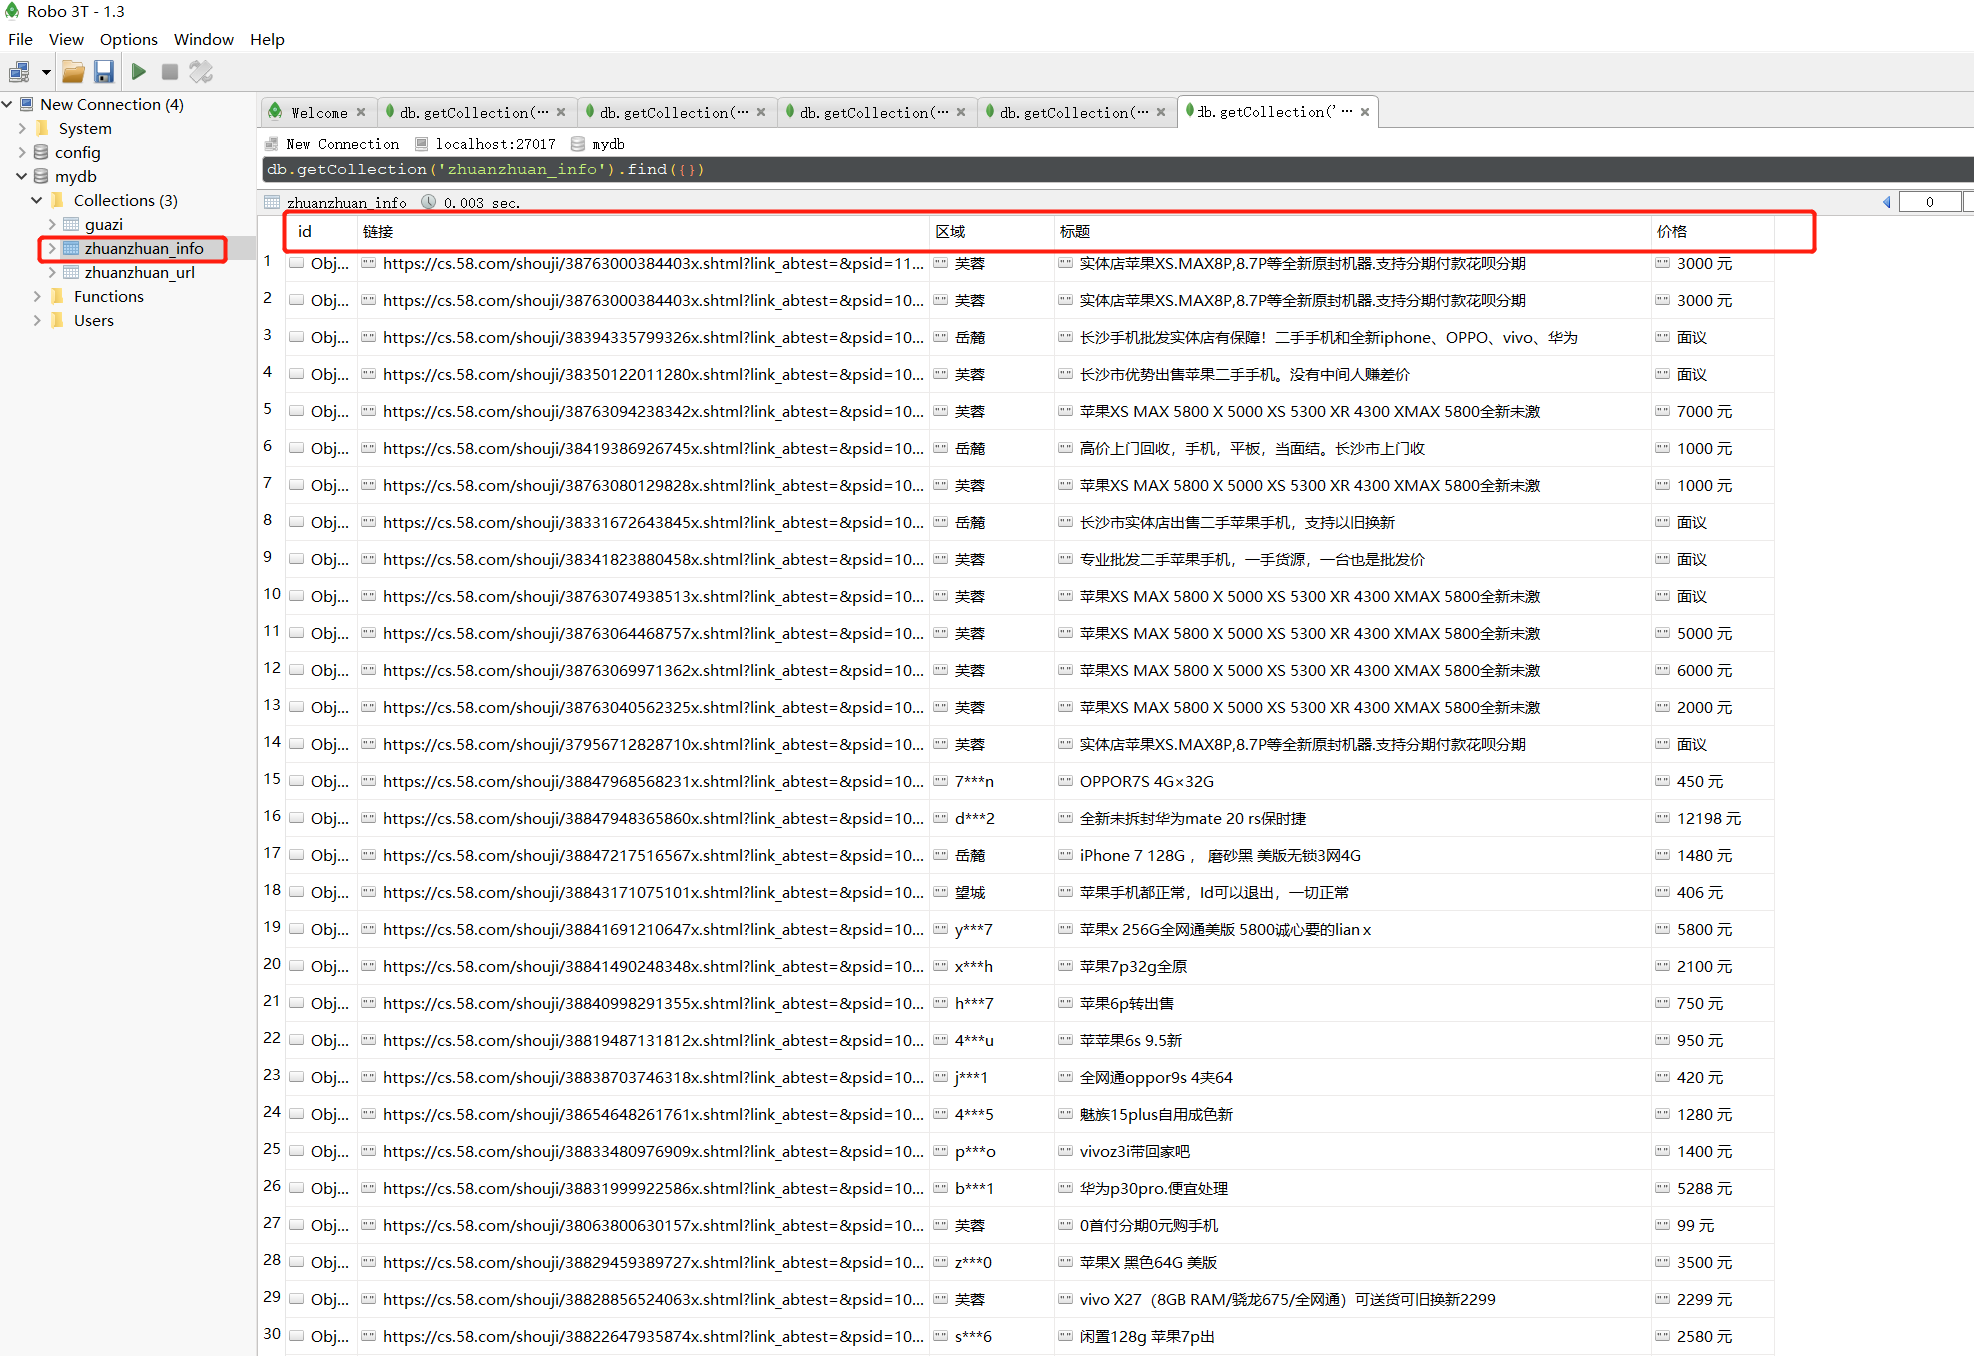 Robo 3T - 1.3
File View Options Window Help
New Connection (4)
System
config
mydb
Collections (3)
guazi
zhuanzhuan_info
zhuanzhuan_url
Functions
Users
Welcome db.getCollection(··· db.getCollection(··· db.getCollection(··· db.getCollection(··· db.getCollection('···
New Connection localhost:27017 mydb
db.getCollection('zhuanzhuan_info').find({})
zhuanzhuan_info 0.003 sec. 0
id 链接 区域 标题 价格
1 Obj... https://cs.58.com/shouji/38763000384403x.shtml?link_abtest=&psid=11... 芙蓉 实体店苹果XS.MAX8P,8.7P等全新原封机器.支持分期付款花呗分期 3000 元
2 Obj... https://cs.58.com/shouji/38763000384403x.shtml?link_abtest=&psid=10... 芙蓉 实体店苹果XS.MAX8P,8.7P等全新原封机器.支持分期付款花呗分期 3000 元
3 Obj... https://cs.58.com/shouji/38394335799326x.shtml?link_abtest=&psid=10... 岳麓 长沙手机批发实体店有保障！二手手机和全新iphone、OPPO、vivo、华为 面议
4 Obj... https://cs.58.com/shouji/38350122011280x.shtml?link_abtest=&psid=10... 芙蓉 长沙市优势出售苹果二手手机。没有中间人赚差价 面议
5 Obj... https://cs.58.com/shouji/38763094238342x.shtml?link_abtest=&psid=10... 芙蓉 苹果XS MAX 5800 X 5000 XS 5300 XR 4300 XMAX 5800全新未激 7000 元
6 Obj... https://cs.58.com/shouji/38419386926745x.shtml?link_abtest=&psid=10... 岳麓 高价上门回收，手机，平板，当面结。长沙市上门收 1000 元
7 Obj... https://cs.58.com/shouji/38763080129828x.shtml?link_abtest=&psid=10... 芙蓉 苹果XS MAX 5800 X 5000 XS 5300 XR 4300 XMAX 5800全新未激 1000 元
8 Obj... https://cs.58.com/shouji/38331672643845x.shtml?link_abtest=&psid=10... 岳麓 长沙市实体店出售二手苹果手机，支持以旧换新 面议
9 Obj... https://cs.58.com/shouji/38341823880458x.shtml?link_abtest=&psid=10... 芙蓉 专业批发二手苹果手机，一手货源，一台也是批发价 面议
10 Obj... https://cs.58.com/shouji/38763074938513x.shtml?link_abtest=&psid=10... 芙蓉 苹果XS MAX 5800 X 5000 XS 5300 XR 4300 XMAX 5800全新未激 面议
11 Obj... https://cs.58.com/shouji/38763064468757x.shtml?link_abtest=&psid=10... 芙蓉 苹果XS MAX 5800 X 5000 XS 5300 XR 4300 XMAX 5800全新未激 5000 元
12 Obj... https://cs.58.com/shouji/38763069971362x.shtml?link_abtest=&psid=10... 芙蓉 苹果XS MAX 5800 X 5000 XS 5300 XR 4300 XMAX 5800全新未激 6000 元
13 Obj... https://cs.58.com/shouji/38763040562325x.shtml?link_abtest=&psid=10... 芙蓉 苹果XS MAX 5800 X 5000 XS 5300 XR 4300 XMAX 5800全新未激 2000 元
14 Obj... https://cs.58.com/shouji/37956712828710x.shtml?link_abtest=&psid=10... 芙蓉 实体店苹果XS.MAX8P,8.7P等全新原封机器.支持分期付款花呗分期 面议
15 Obj... https://cs.58.com/shouji/38847968568231x.shtml?link_abtest=&psid=10... 7***n OPPOR7S 4G×32G 450 元
16 Obj... https://cs.58.com/shouji/38847948365860x.shtml?link_abtest=&psid=10... d***2 全新未拆封华为mate 20 rs保时捷 12198 元
17 Obj... https://cs.58.com/shouji/38847217516567x.shtml?link_abtest=&psid=10... 岳麓 iPhone 7 128G ， 磨砂黑 美版无锁3网4G 1480 元
18 Obj... https://cs.58.com/shouji/38843171075101x.shtml?link_abtest=&psid=10... 望城 苹果手机都正常，Id可以退出，一切正常 406 元
19 Obj... https://cs.58.com/shouji/38841691210647x.shtml?link_abtest=&psid=10... y***7 苹果x 256G全网通美版 5800诚心要的lian x 5800 元
20 Obj... https://cs.58.com/shouji/38841490248348x.shtml?link_abtest=&psid=10... x***h 苹果7p32g全原 2100 元
21 Obj... https://cs.58.com/shouji/38840998291355x.shtml?link_abtest=&psid=10... h***7 苹果6p转出售 750 元
22 Obj... https://cs.58.com/shouji/38819487131812x.shtml?link_abtest=&psid=10... 4***u 苹苹果6s 9.5新 950 元
23 Obj... https://cs.58.com/shouji/38838703746318x.shtml?link_abtest=&psid=10... j***1 全网通oppor9s 4夹64 420 元
24 Obj... https://cs.58.com/shouji/38654648261761x.shtml?link_abtest=&psid=10... 4***5 魅族15plus自用成色新 1280 元
25 Obj... https://cs.58.com/shouji/38833480976909x.shtml?link_abtest=&psid=10... p***o vivoz3i带回家吧 1400 元
26 Obj... https://cs.58.com/shouji/38831999922586x.shtml?link_abtest=&psid=10... b***1 华为p30pro.便宜处理 5288 元
27 Obj... https://cs.58.com/shouji/38063800630157x.shtml?link_abtest=&psid=10... 芙蓉 0首付分期0元购手机 99 元
28 Obj... https://cs.58.com/shouji/38829459389727x.shtml?link_abtest=&psid=10... z***0 苹果X 黑色64G 美版 3500 元
29 Obj... https://cs.58.com/shouji/38828856524063x.shtml?link_abtest=&psid=10... 芙蓉 vivo X27（8GB RAM/骁龙675/全网通）可送货可旧换新2299 2299 元
30 Obj... https://cs.58.com/shouji/38822647935874x.shtml?link_abtest=&psid=10... s***6 闲置128g 苹果7p出 2580 元